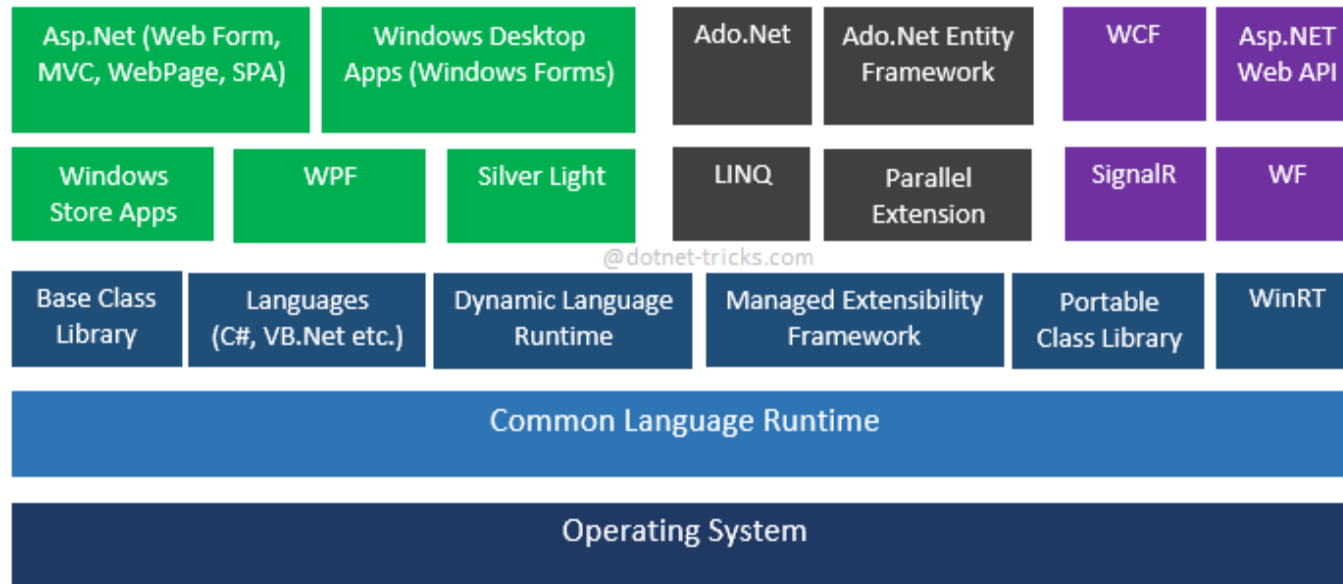 Asp.Net (Web Form,
MVC, WebPage, SPA)
Windows Desktop
Apps (Windows Forms)
Ado.Net
Ado.Net Entity
Framework
WCF
Asp.NET
Web API
Windows
Store Apps
WPF
Silver Light
LINQ
Parallel
Extension
SignalR
WF
@dotnet-tricks.com
Base Class
Library
Languages
(C#, VB.Net etc.)
Dynamic Language
Runtime
Managed Extensibility
Framework
Portable
Class Library
WinRT
Common Language Runtime
Operating System